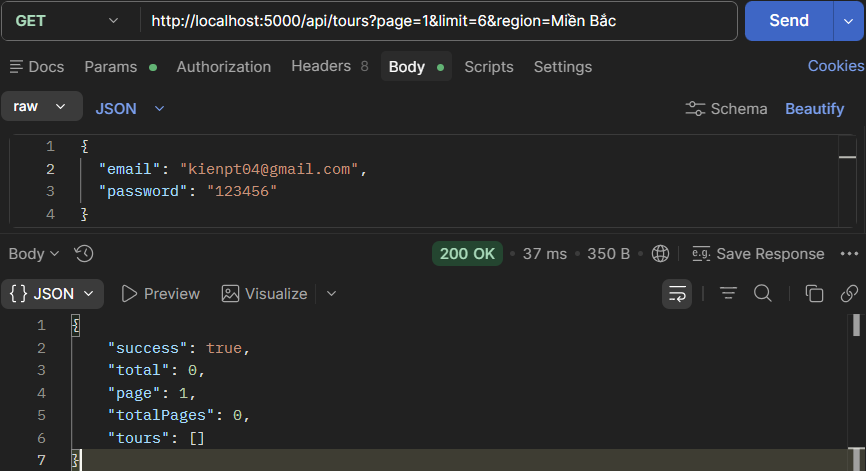 GET http://localhost:5000/api/tours?page=1&limit=6&region=Miền Bắc Send
Docs Params Authorization Headers 8 Body Scripts Settings Cookies
raw JSON Schema Beautify
1 {
2 "email": "kienpt04@gmail.com",
3 "password": "123456"
4 }
Body 200 OK • 37 ms • 350 B • e.g. Save Response
{} JSON Preview Visualize
1 {
2 "success": true,
3 "total": 0,
4 "page": 1,
5 "totalPages": 0,
6 "tours": []
7 }